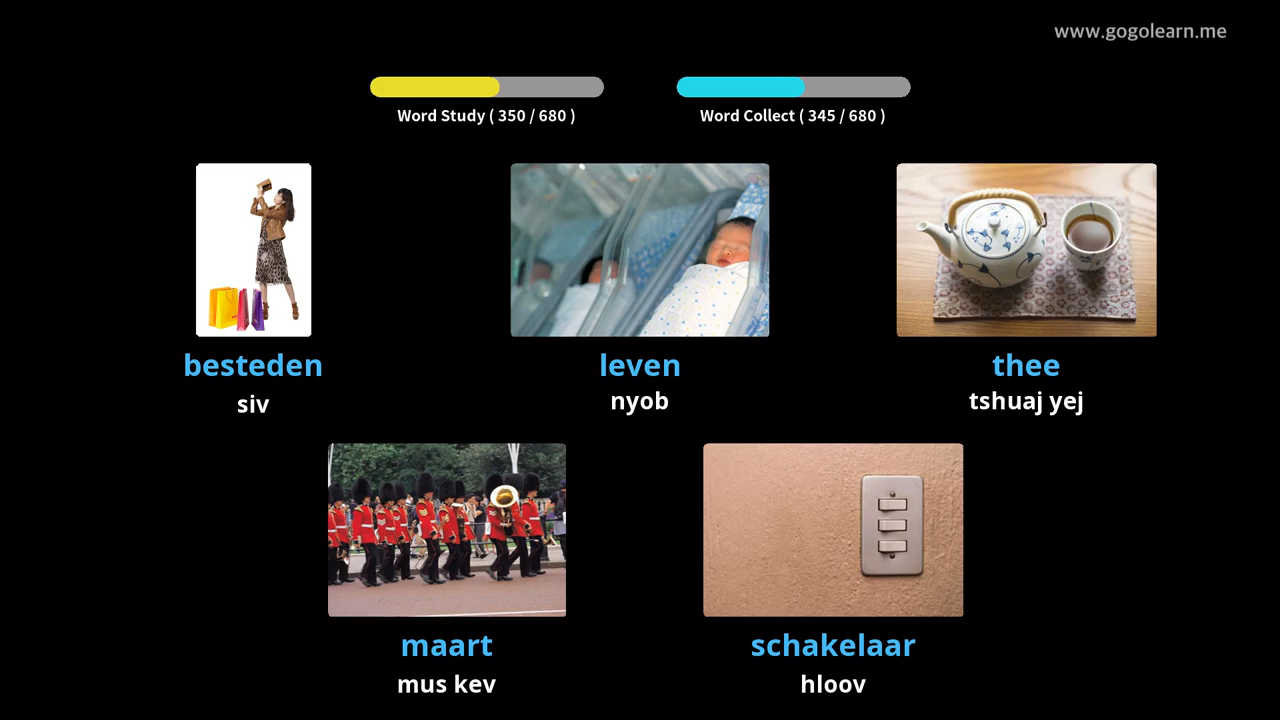 www.gogolearn.me
Word Study ( 350 / 680 )
Word Collect ( 345 / 680 )
besteden
siv
leven
nyob
thee
tshuaj yej
maart
mus kev
schakelaar
hloov